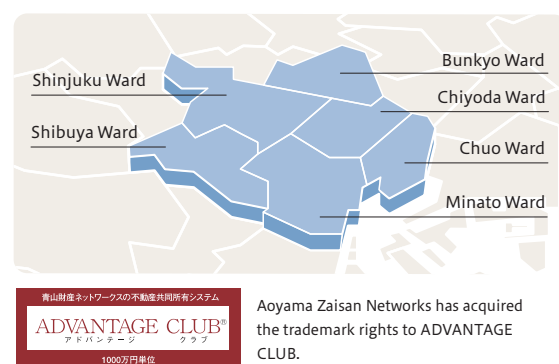 Shinjuku Ward
Shibuya Ward
Bunkyo Ward
Chiyoda Ward
Chuo Ward
Minato Ward
青山財産ネットワークスの不動産共同所有システム
ADVANTAGE CLUB®
アドバンテージ クラブ
1000万円単位
Aoyama Zaisan Networks has acquired
the trademark rights to ADVANTAGE
CLUB.